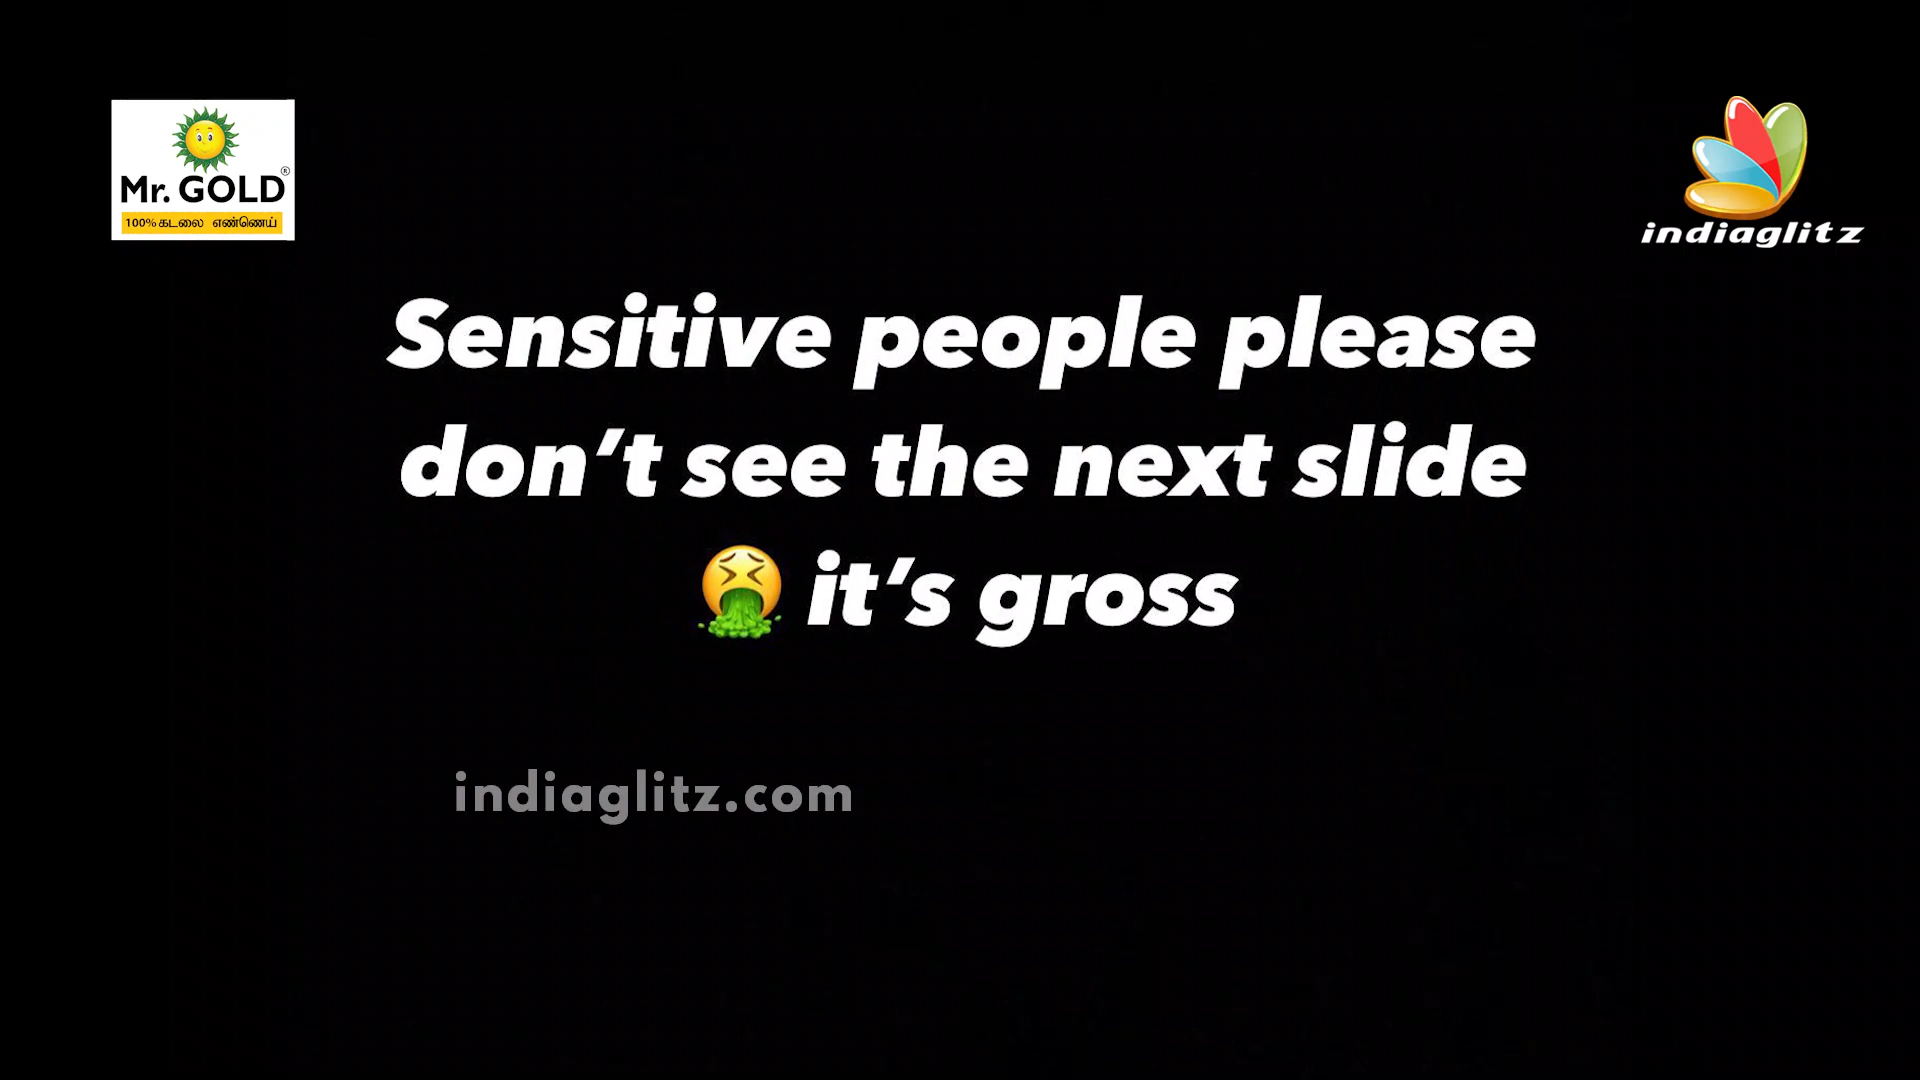 Mr. GOLD®
100% கடலை எண்ணெய்
indiaglitz
Sensitive people please
don’t see the next slide
🤮 it’s gross
indiaglitz.com